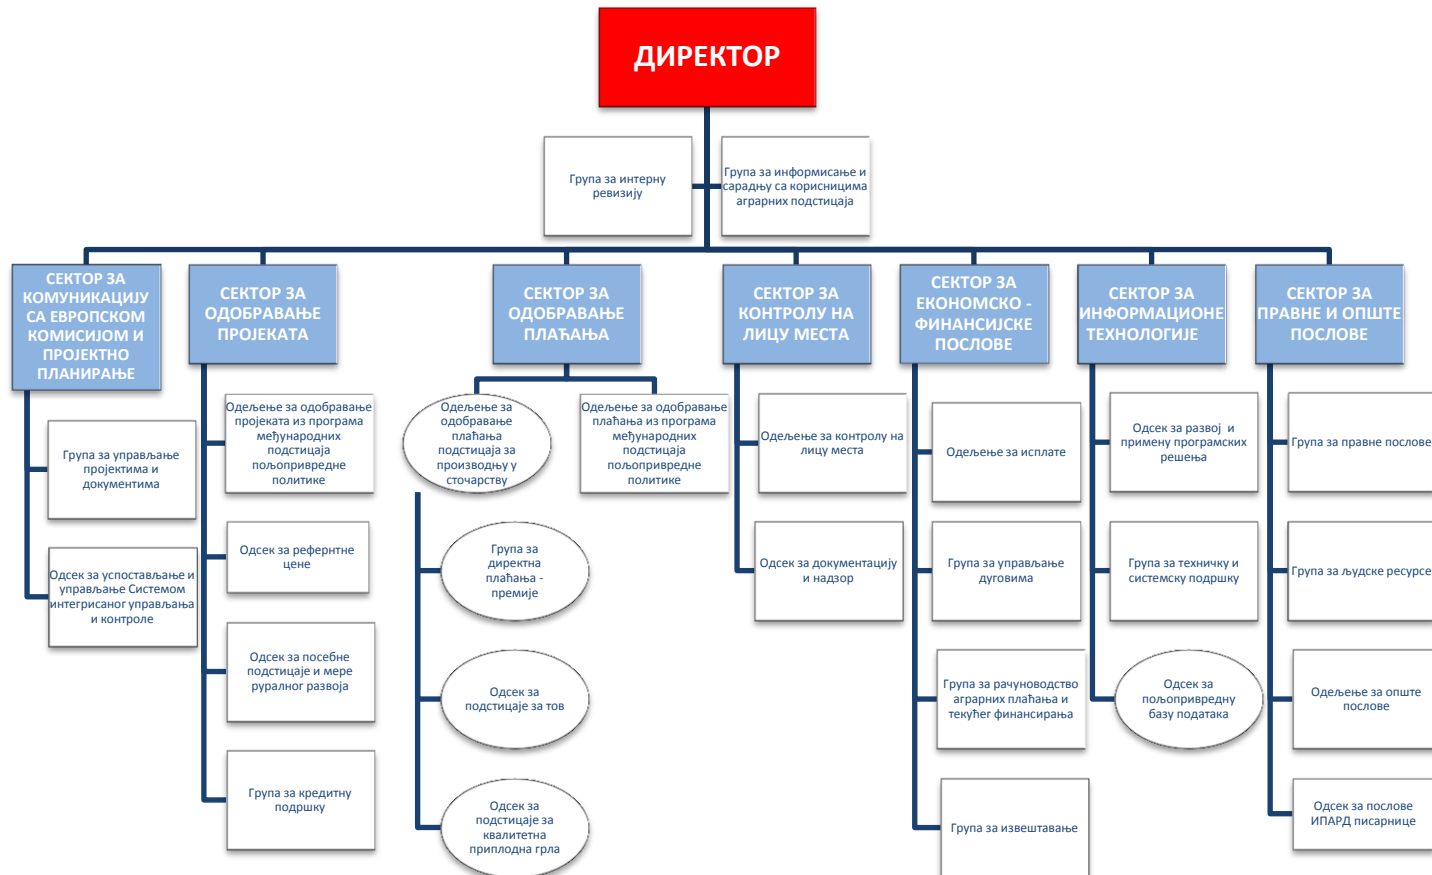 ДИРЕКТОР
Група за интерну
ревизију
Група за информисање и
сарадњу са корисницима
аграрних подстицаја
СЕКТОР ЗА
КОМУНИКАЦИЈУ
СА ЕВРОПСКОМ
КОМИСИЈОМ И
ПРОЈЕКТНО
ПЛАНИРАЊЕ
СЕКТОР ЗА
ОДОБРАВАЊЕ
ПРОЈЕКАТА
СЕКТОР ЗА
ОДОБРАВАЊЕ
ПЛАЋАЊА
СЕКТОР ЗА
КОНТРОЛУ НА
ЛИЦУ МЕСТА
СЕКТОР ЗА
ЕКОНОМСКО -
ФИНАНСИЈСКЕ
ПОСЛОВЕ
СЕКТОР ЗА
ИНФОРМАЦИОНЕ
ТЕХНОЛОГИЈЕ
СЕКТОР ЗА
ПРАВНЕ И ОПШТЕ
ПОСЛОВЕ
Група за управљање
пројектима и
документима
Одсек за успостављање и
управљање Системом
интегрисаног управљања
и контроле
Одељење за одобравање
пројеката из програма
међународних
подстицаја
пољопривредне
политике
Одсек за рефернтне
цене
Одсек за посебне
подстицаје и мере
руралног развоја
Група за кредитну
подршку
Одељење за
одобравање
плаћања
подстицаја за
производњу у
сточарству
Група за
директна
плаћања -
премије
Одсек за
подстицаје за тов
Одсек за
подстицаје за
квалитетна
приплодна грла
Одељење за одобравање
плаћања из програма
међународних
подстицаја
пољопривредне
политике
Одељење за контролу на
лицу места
Одсек за документацију
и надзор
Одељење за исплате
Група за управљање
дуговима
Група за рачуноводство
аграрних плаћања и
текућег финансирања
Група за извештавање
Одсек за развој  и
примену програмских
решења
Група за техничку и
системску подршку
Одсек за
пољопривредну
базу података
Група за правне послове
Група за људске ресурсе
Одељење за опште
послове
Одсек за послове
ИПАРД писарнице